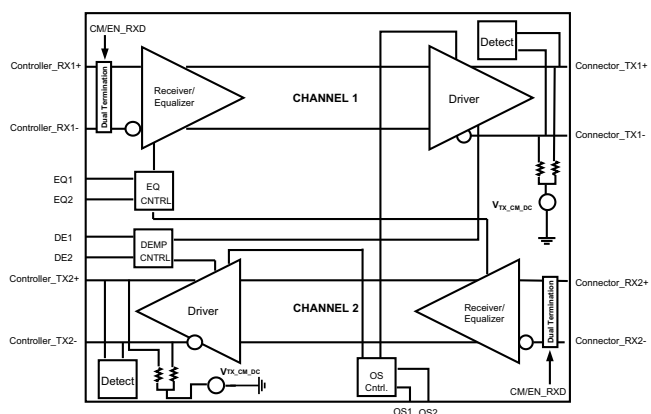 CM/EN_RXD
Controller_RX1+
Controller_RX1-
Dual Termination
Receiver/
Equalizer
CHANNEL 1
Driver
Detect
Connector_TX1+
Connector_TX1-
EQ1
EQ2
EQ
CNTRL
VTX_CM_DC
DE1
DE2
DEMP
CNTRL
Controller_TX2+
Controller_TX2-
Driver
CHANNEL 2
Receiver/
Equalizer
Dual Termination
Connector_RX2+
Connector_RX2-
Detect
VTX_CM_DC
OS
Cntrl.
CM/EN_RXD
OS1 OS2